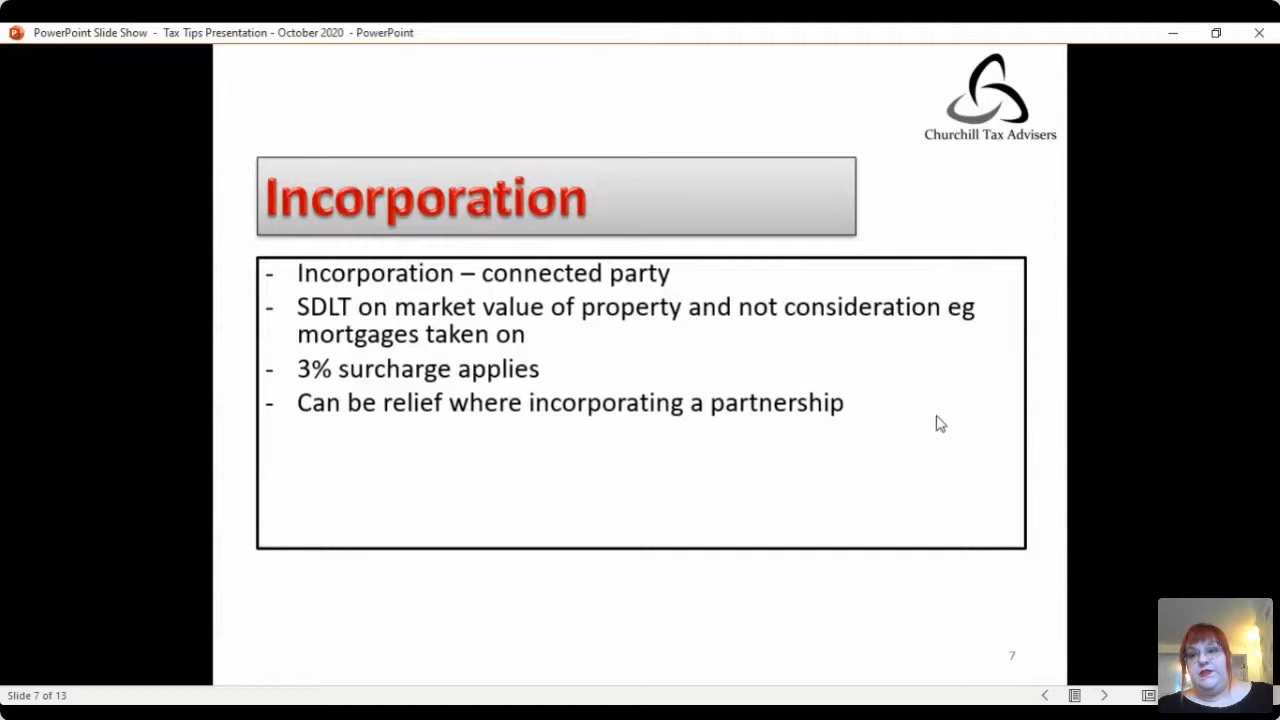 PowerPoint Slide Show - Tax Tips Presentation - October 2020 - PowerPoint
Churchill Tax Advisers
Incorporation
- Incorporation – connected party
- SDLT on market value of property and not consideration eg
mortgages taken on
- 3% surcharge applies
- Can be relief where incorporating a partnership
7
Slide 7 of 13